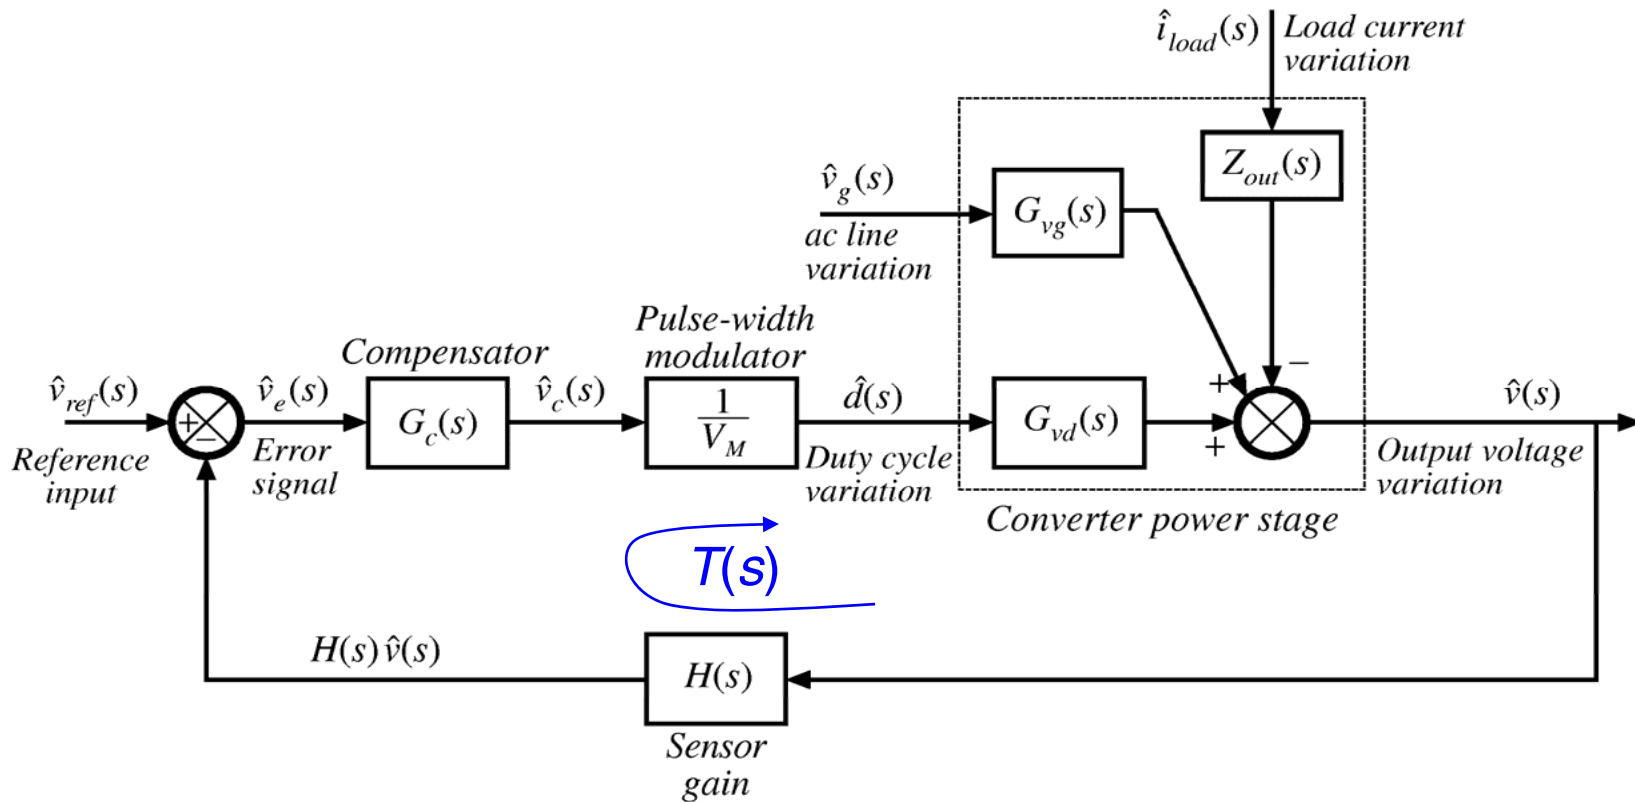 î_load(s)
Load current
variation
Z_out(s)
v̂_g(s)
ac line
variation
G_vg(s)
−
+
+
Pulse-width
modulator
Compensator
v̂_ref(s)
Reference
input
+
−
v̂_e(s)
Error
signal
G_c(s)
v̂_c(s)
1
V_M
d̂(s)
Duty cycle
variation
G_vd(s)
v̂(s)
Output voltage
variation
Converter power stage
T(s)
H(s) v̂(s)
H(s)
Sensor
gain